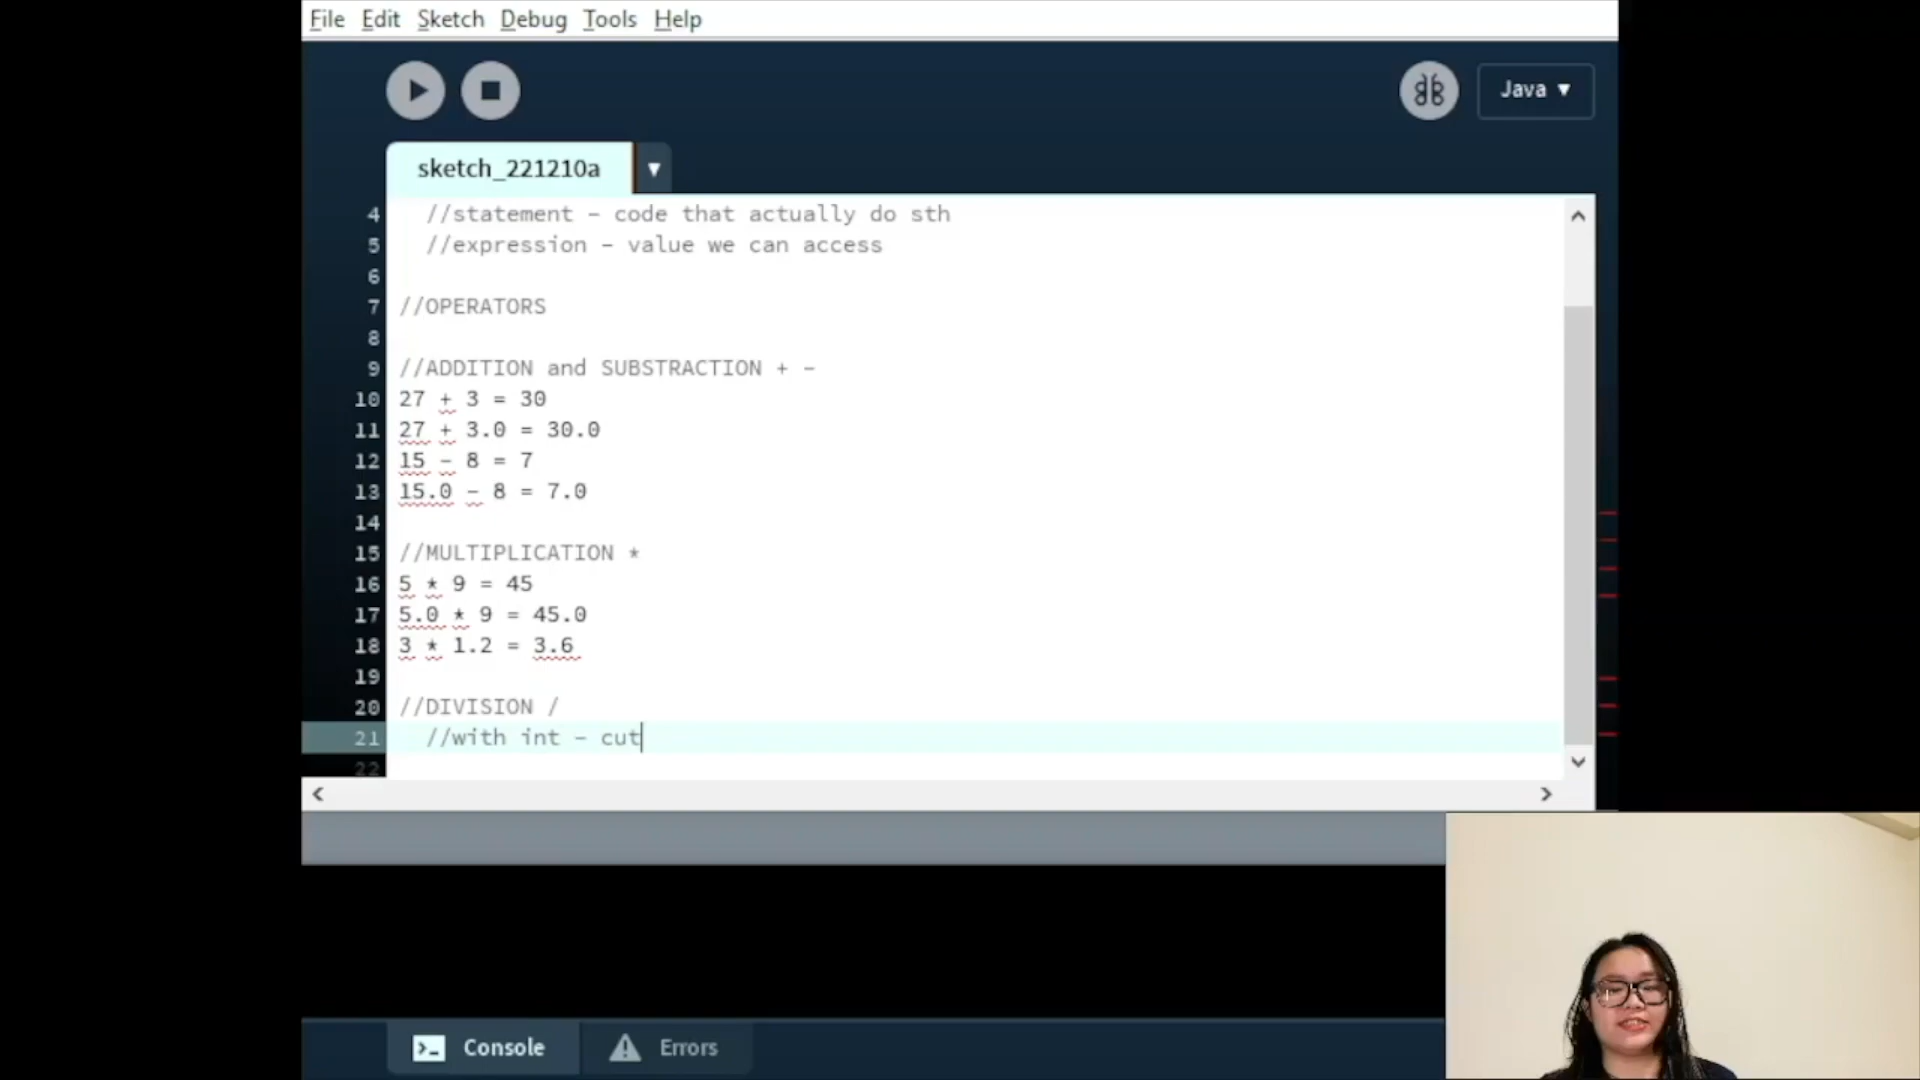 File Edit Sketch Debug Tools Help
Java ▼
sketch_221210a ▼
4 //statement - code that actually do sth
5 //expression - value we can access
6
7 //OPERATORS
8
9 //ADDITION and SUBSTRACTION + -
10 27 + 3 = 30
11 27 + 3.0 = 30.0
12 15 - 8 = 7
13 15.0 - 8 = 7.0
14
15 //MULTIPLICATION *
16 5 * 9 = 45
17 5.0 * 9 = 45.0
18 3 * 1.2 = 3.6
19
20 //DIVISION /
21 //with int - cut
22
Console Errors